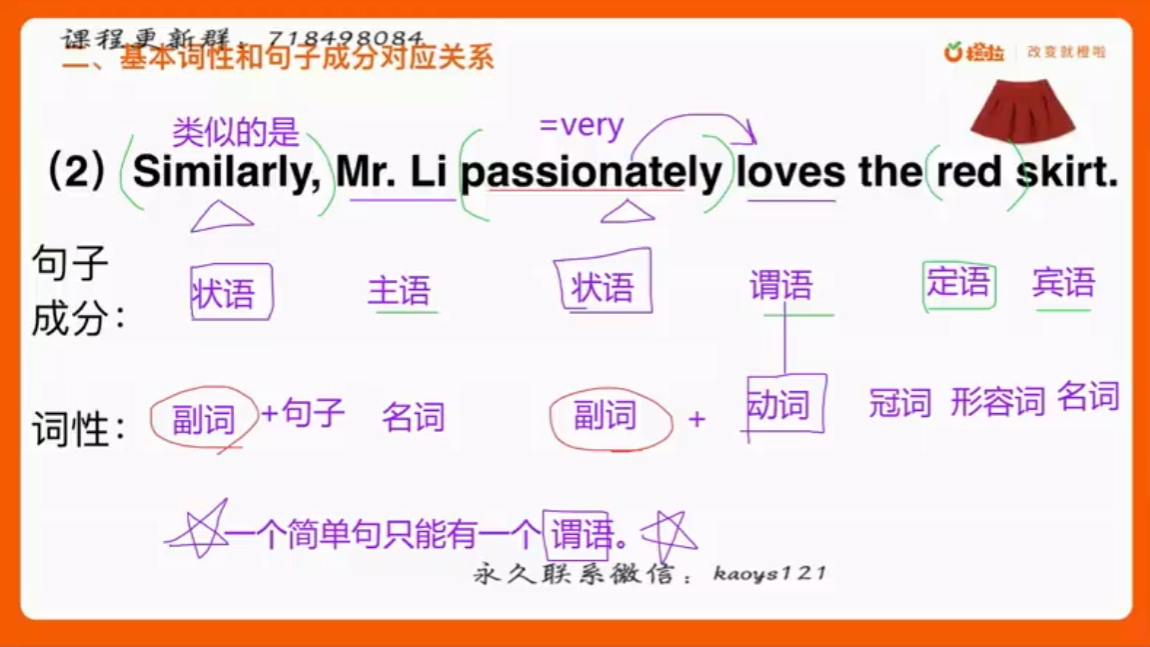 课程更新群：718498084
二、基本词性和句子成分对应关系
橙啦 | 改变就橙啦
类似的是 =very
（2）Similarly, Mr. Li passionately loves the red skirt.
句子成分： 状语 主语 状语 谓语 定语 宾语
词性： 副词 +句子 名词 副词 + 动词 冠词 形容词 名词
一个简单句只能有一个谓语。
永久联系微信：kaoys121